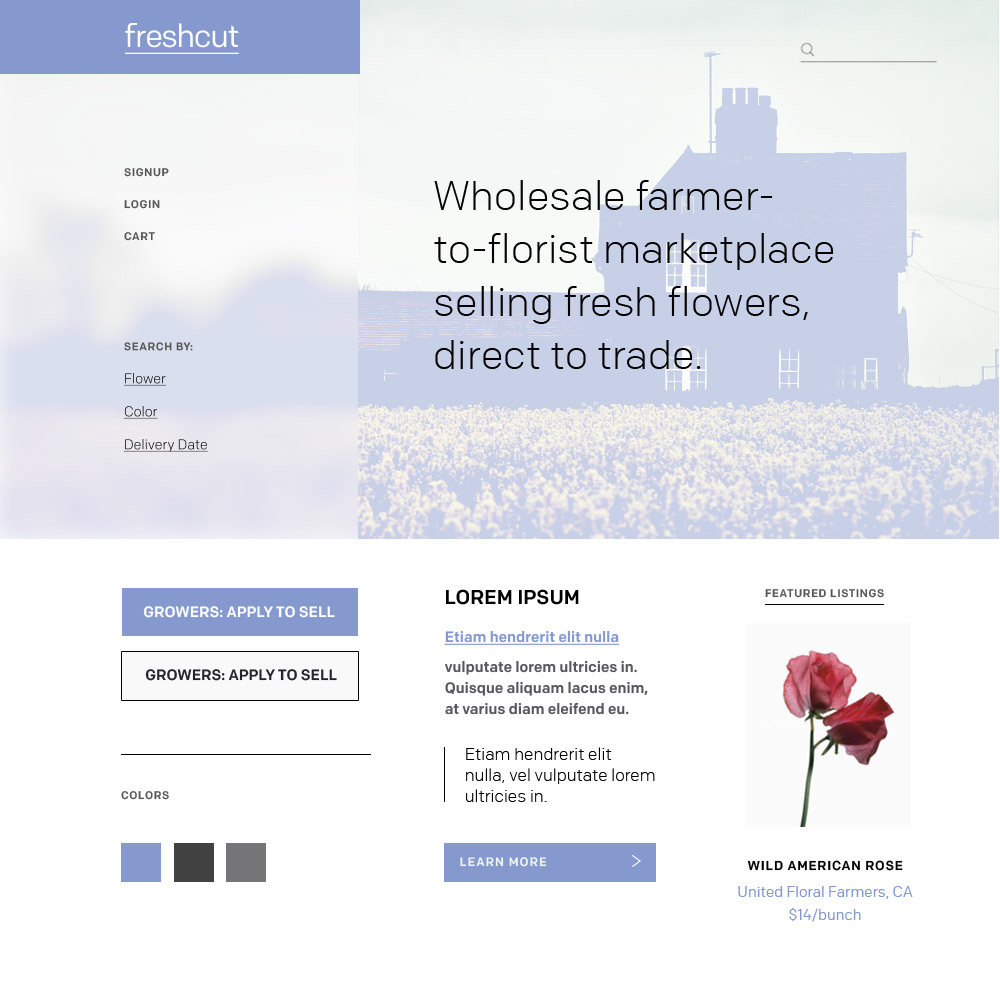 freshcut
SIGNUP
LOGIN
CART
SEARCH BY:
Flower
Color
Delivery Date
Wholesale farmer-
to-florist marketplace
selling fresh flowers,
direct to trade.
GROWERS: APPLY TO SELL
GROWERS: APPLY TO SELL
COLORS
LOREM IPSUM
Etiam hendrerit elit nulla
vulputate lorem ultricies in.
Quisque aliquam lacus enim,
at varius diam eleifend eu.
Etiam hendrerit elit
nulla, vel vulputate lorem
ultricies in.
LEARN MORE
FEATURED LISTINGS
WILD AMERICAN ROSE
United Floral Farmers, CA
$14/bunch